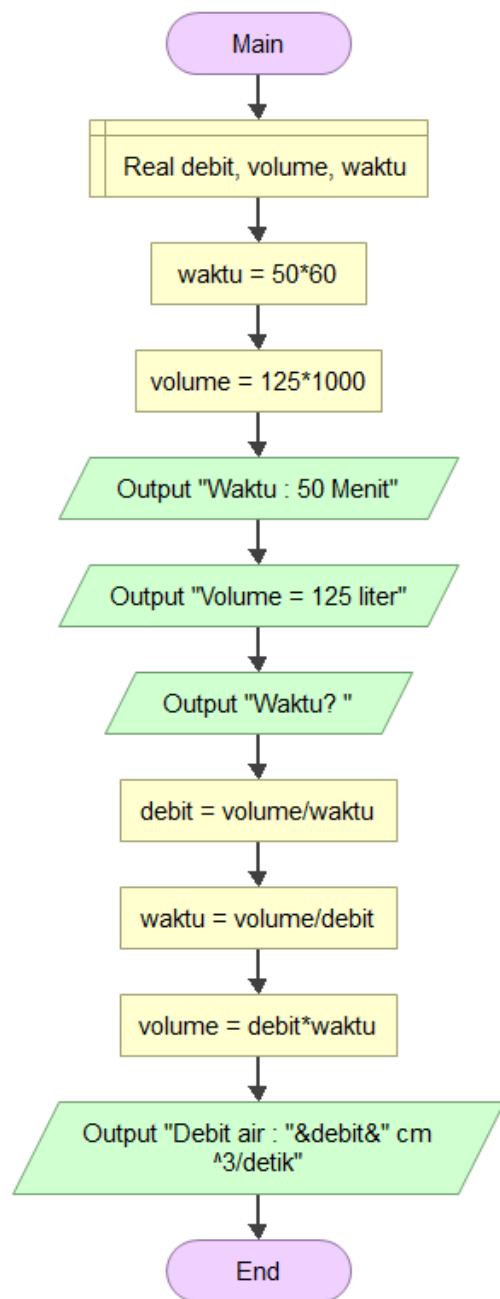 Main
Real debit, volume, waktu
waktu = 50*60
volume = 125*1000
Output "Waktu : 50 Menit"
Output "Volume = 125 liter"
Output "Waktu? "
debit = volume/waktu
waktu = volume/debit
volume = debit*waktu
Output "Debit air : "&debit&" cm
^3/detik"
End